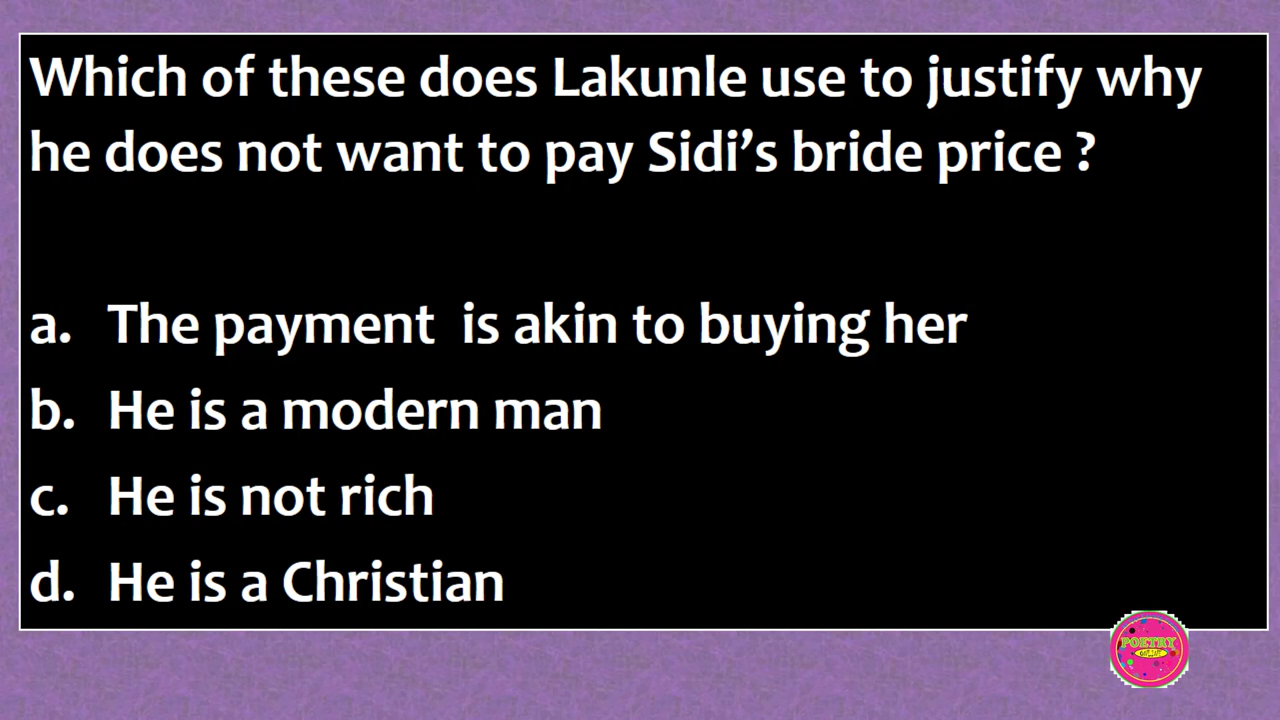 Which of these does Lakunle use to justify why
he does not want to pay Sidi’s bride price ?
a. The payment  is akin to buying her
b. He is a modern man
c. He is not rich
d. He is a Christian
POETRY